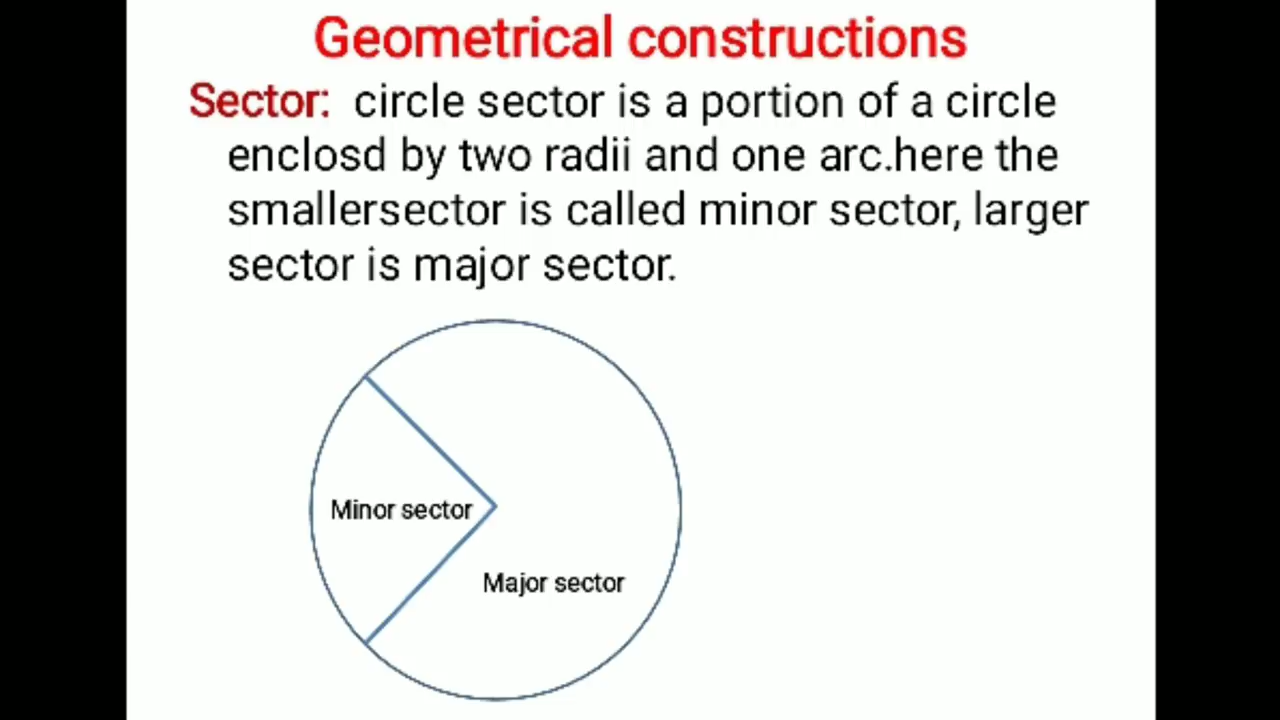 Geometrical constructions
Sector: circle sector is a portion of a circle
enclosd by two radii and one arc.here the
smallersector is called minor sector, larger
sector is major sector.
Minor sector
Major sector